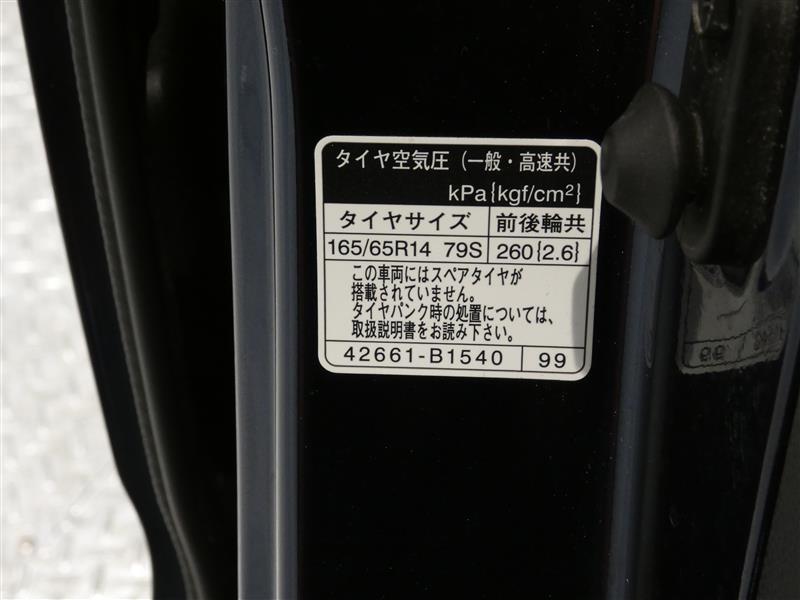 タイヤ空気圧（一般・高速共）
kPa{kgf/cm²}
タイヤサイズ 前後輪共
165/65R14 79S 260{2.6}
この車両にはスペアタイヤが
搭載されていません。
タイヤパンク時の処置については、
取扱説明書をお読み下さい。
42661-B1540 99